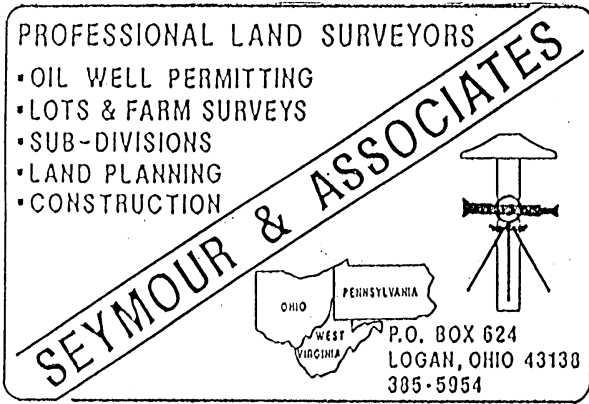 PROFESSIONAL LAND SURVEYORS
▪OIL WELL PERMITTING
▪LOTS & FARM SURVEYS
▪SUB-DIVISIONS
▪LAND PLANNING
▪CONSTRUCTION
SEYMOUR & ASSOCIATES
OHIO
PENNSYLVANIA
WEST
VIRGINIA
P.O. BOX 624
LOGAN, OHIO 43138
385-5954